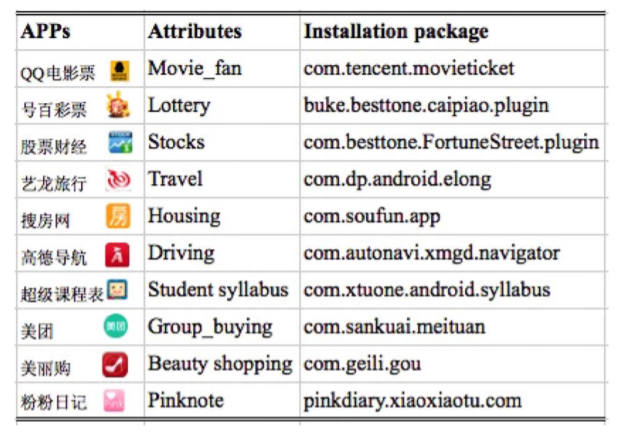 APPs Attributes Installation package
QQ电影票 Movie_fan com.tencent.movieticket
号百彩票 Lottery buke.besttone.caipiao.plugin
股票财经 Stocks com.besttone.FortuneStreet.plugin
艺龙旅行 Travel com.dp.android.elong
搜房网 房 Housing com.soufun.app
高德导航 Driving com.autonavi.xmgd.navigator
超级课程表 Student syllabus com.xtuone.android.syllabus
美团 美团 Group_buying com.sankuai.meituan
美丽购 Beauty shopping com.geili.gou
粉粉日记 Pinknote pinkdiary.xiaoxiaotu.com